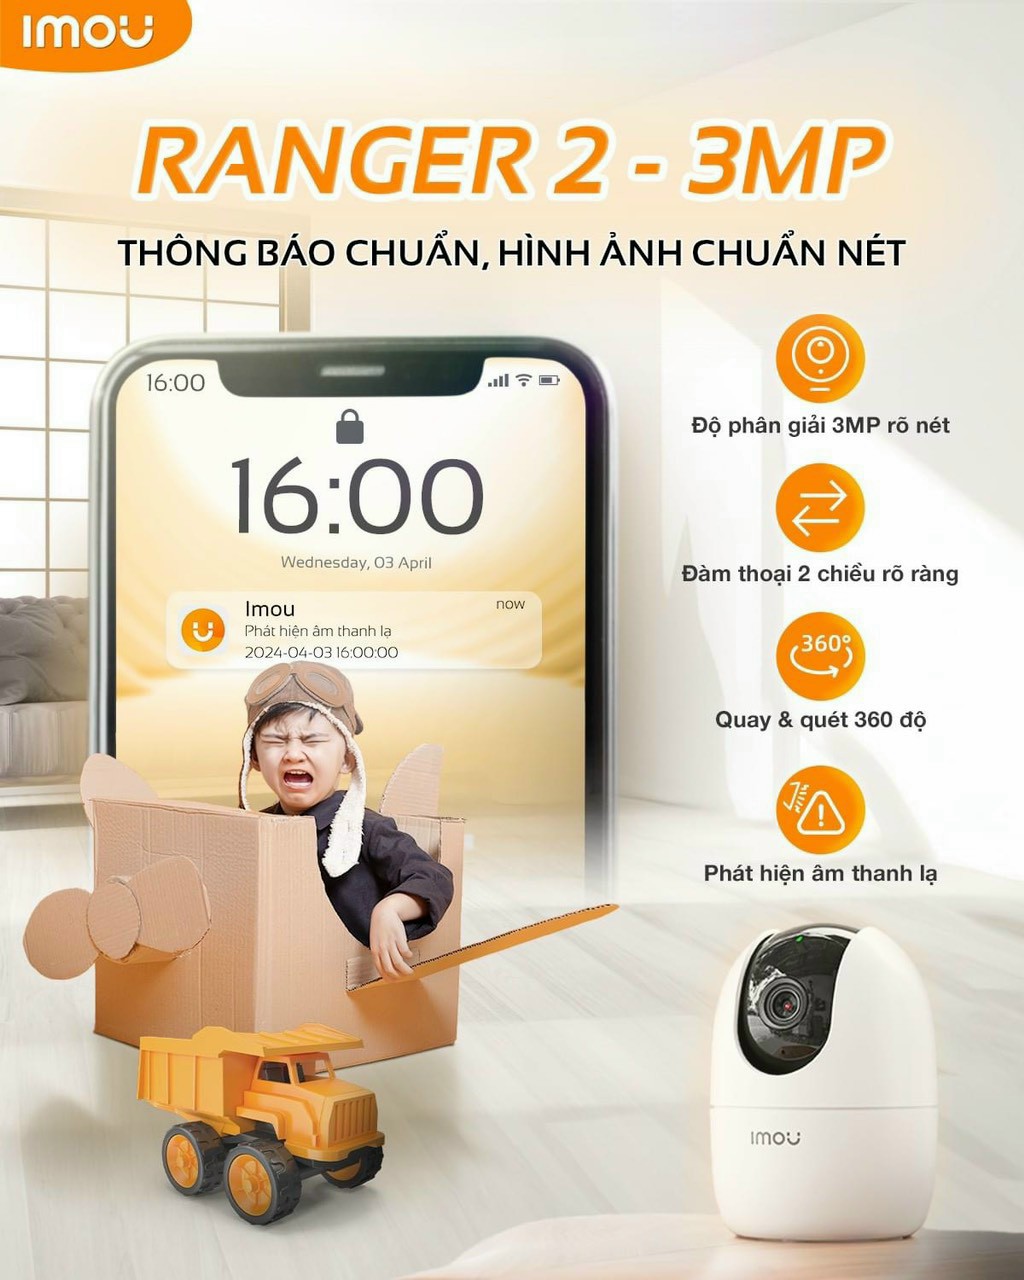 imou
RANGER 2 - 3MP
THÔNG BÁO CHUẨN, HÌNH ẢNH CHUẨN NÉT
16:00
16:00
Wednesday, 03 April
Imou
now
Phát hiện âm thanh lạ
2024-04-03 16:00:00
Độ phân giải 3MP rõ nét
Đàm thoại 2 chiều rõ ràng
360°
Quay & quét 360 độ
Phát hiện âm thanh lạ
imou